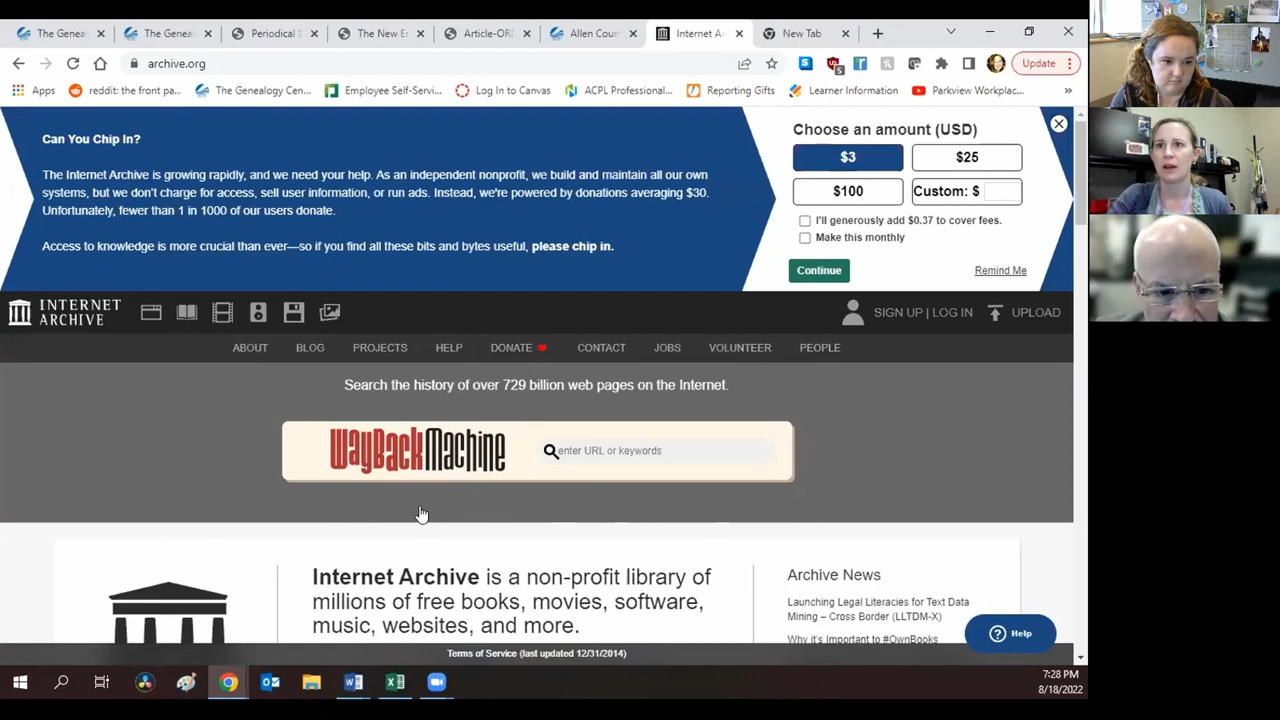 The Geneal
The Geneal
Periodical S
The New En
Article-OR
Allen Coun
Internet Ar
New Tab
archive.org
Update
Apps
reddit: the front pa...
The Genealogy Cen...
Employee Self-Servi...
Log In to Canvas
ACPL Professional...
Reporting Gifts
Learner Information
Parkview Workplac...
Can You Chip In?
The Internet Archive is growing rapidly, and we need your help. As an independent nonprofit, we build and maintain all our own
systems, but we don't charge for access, sell user information, or run ads. Instead, we're powered by donations averaging $30.
Unfortunately, fewer than 1 in 1000 of our users donate.
Access to knowledge is more crucial than ever—so if you find all these bits and bytes useful, please chip in.
Choose an amount (USD)
$3
$25
$100
Custom: $
I'll generously add $0.37 to cover fees.
Make this monthly
Continue
Remind Me
INTERNET
ARCHIVE
SIGN UP | LOG IN
UPLOAD
ABOUT
BLOG
PROJECTS
HELP
DONATE
CONTACT
JOBS
VOLUNTEER
PEOPLE
Search the history of over 729 billion web pages on the Internet.
WayBackMachine
enter URL or keywords
Internet Archive is a non-profit library of
millions of free books, movies, software,
music, websites, and more.
Archive News
Launching Legal Literacies for Text Data
Mining – Cross Border (LLTDM-X)
Why it's Important to #OwnBooks
Help
Terms of Service (last updated 12/31/2014)
7:28 PM
8/18/2022